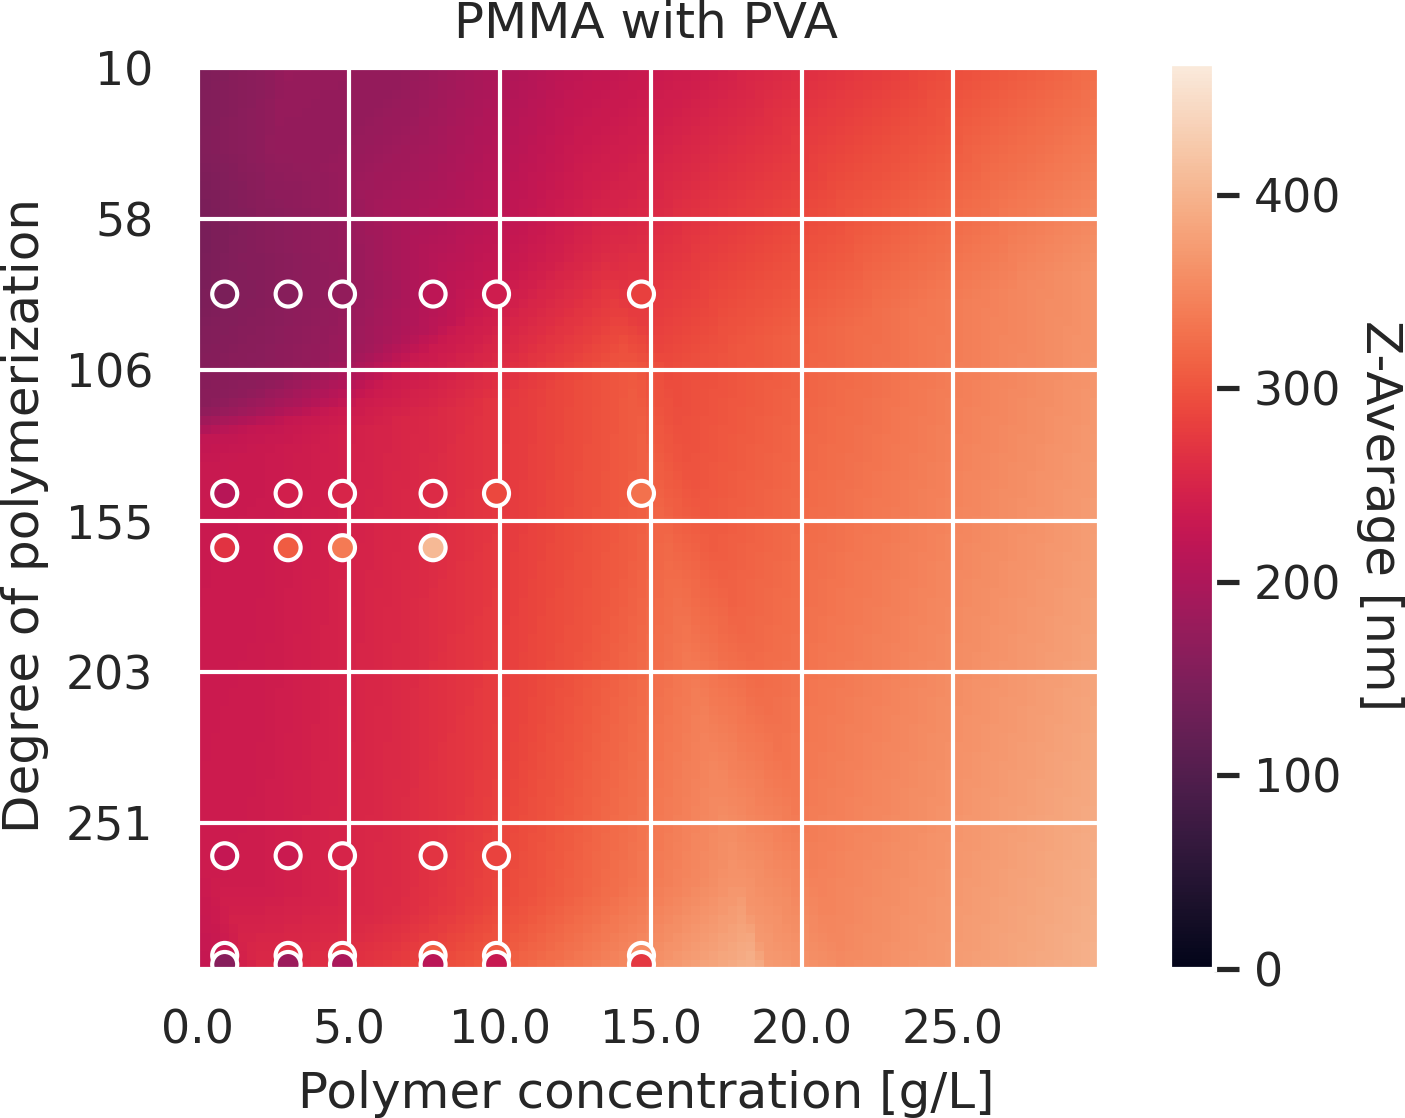 PMMA with PVA
10
58
106
155
203
251
Degree of polymerization
0.0 5.0 10.0 15.0 20.0 25.0
Polymer concentration [g/L]
400
300
200
100
0
Z-Average [nm]